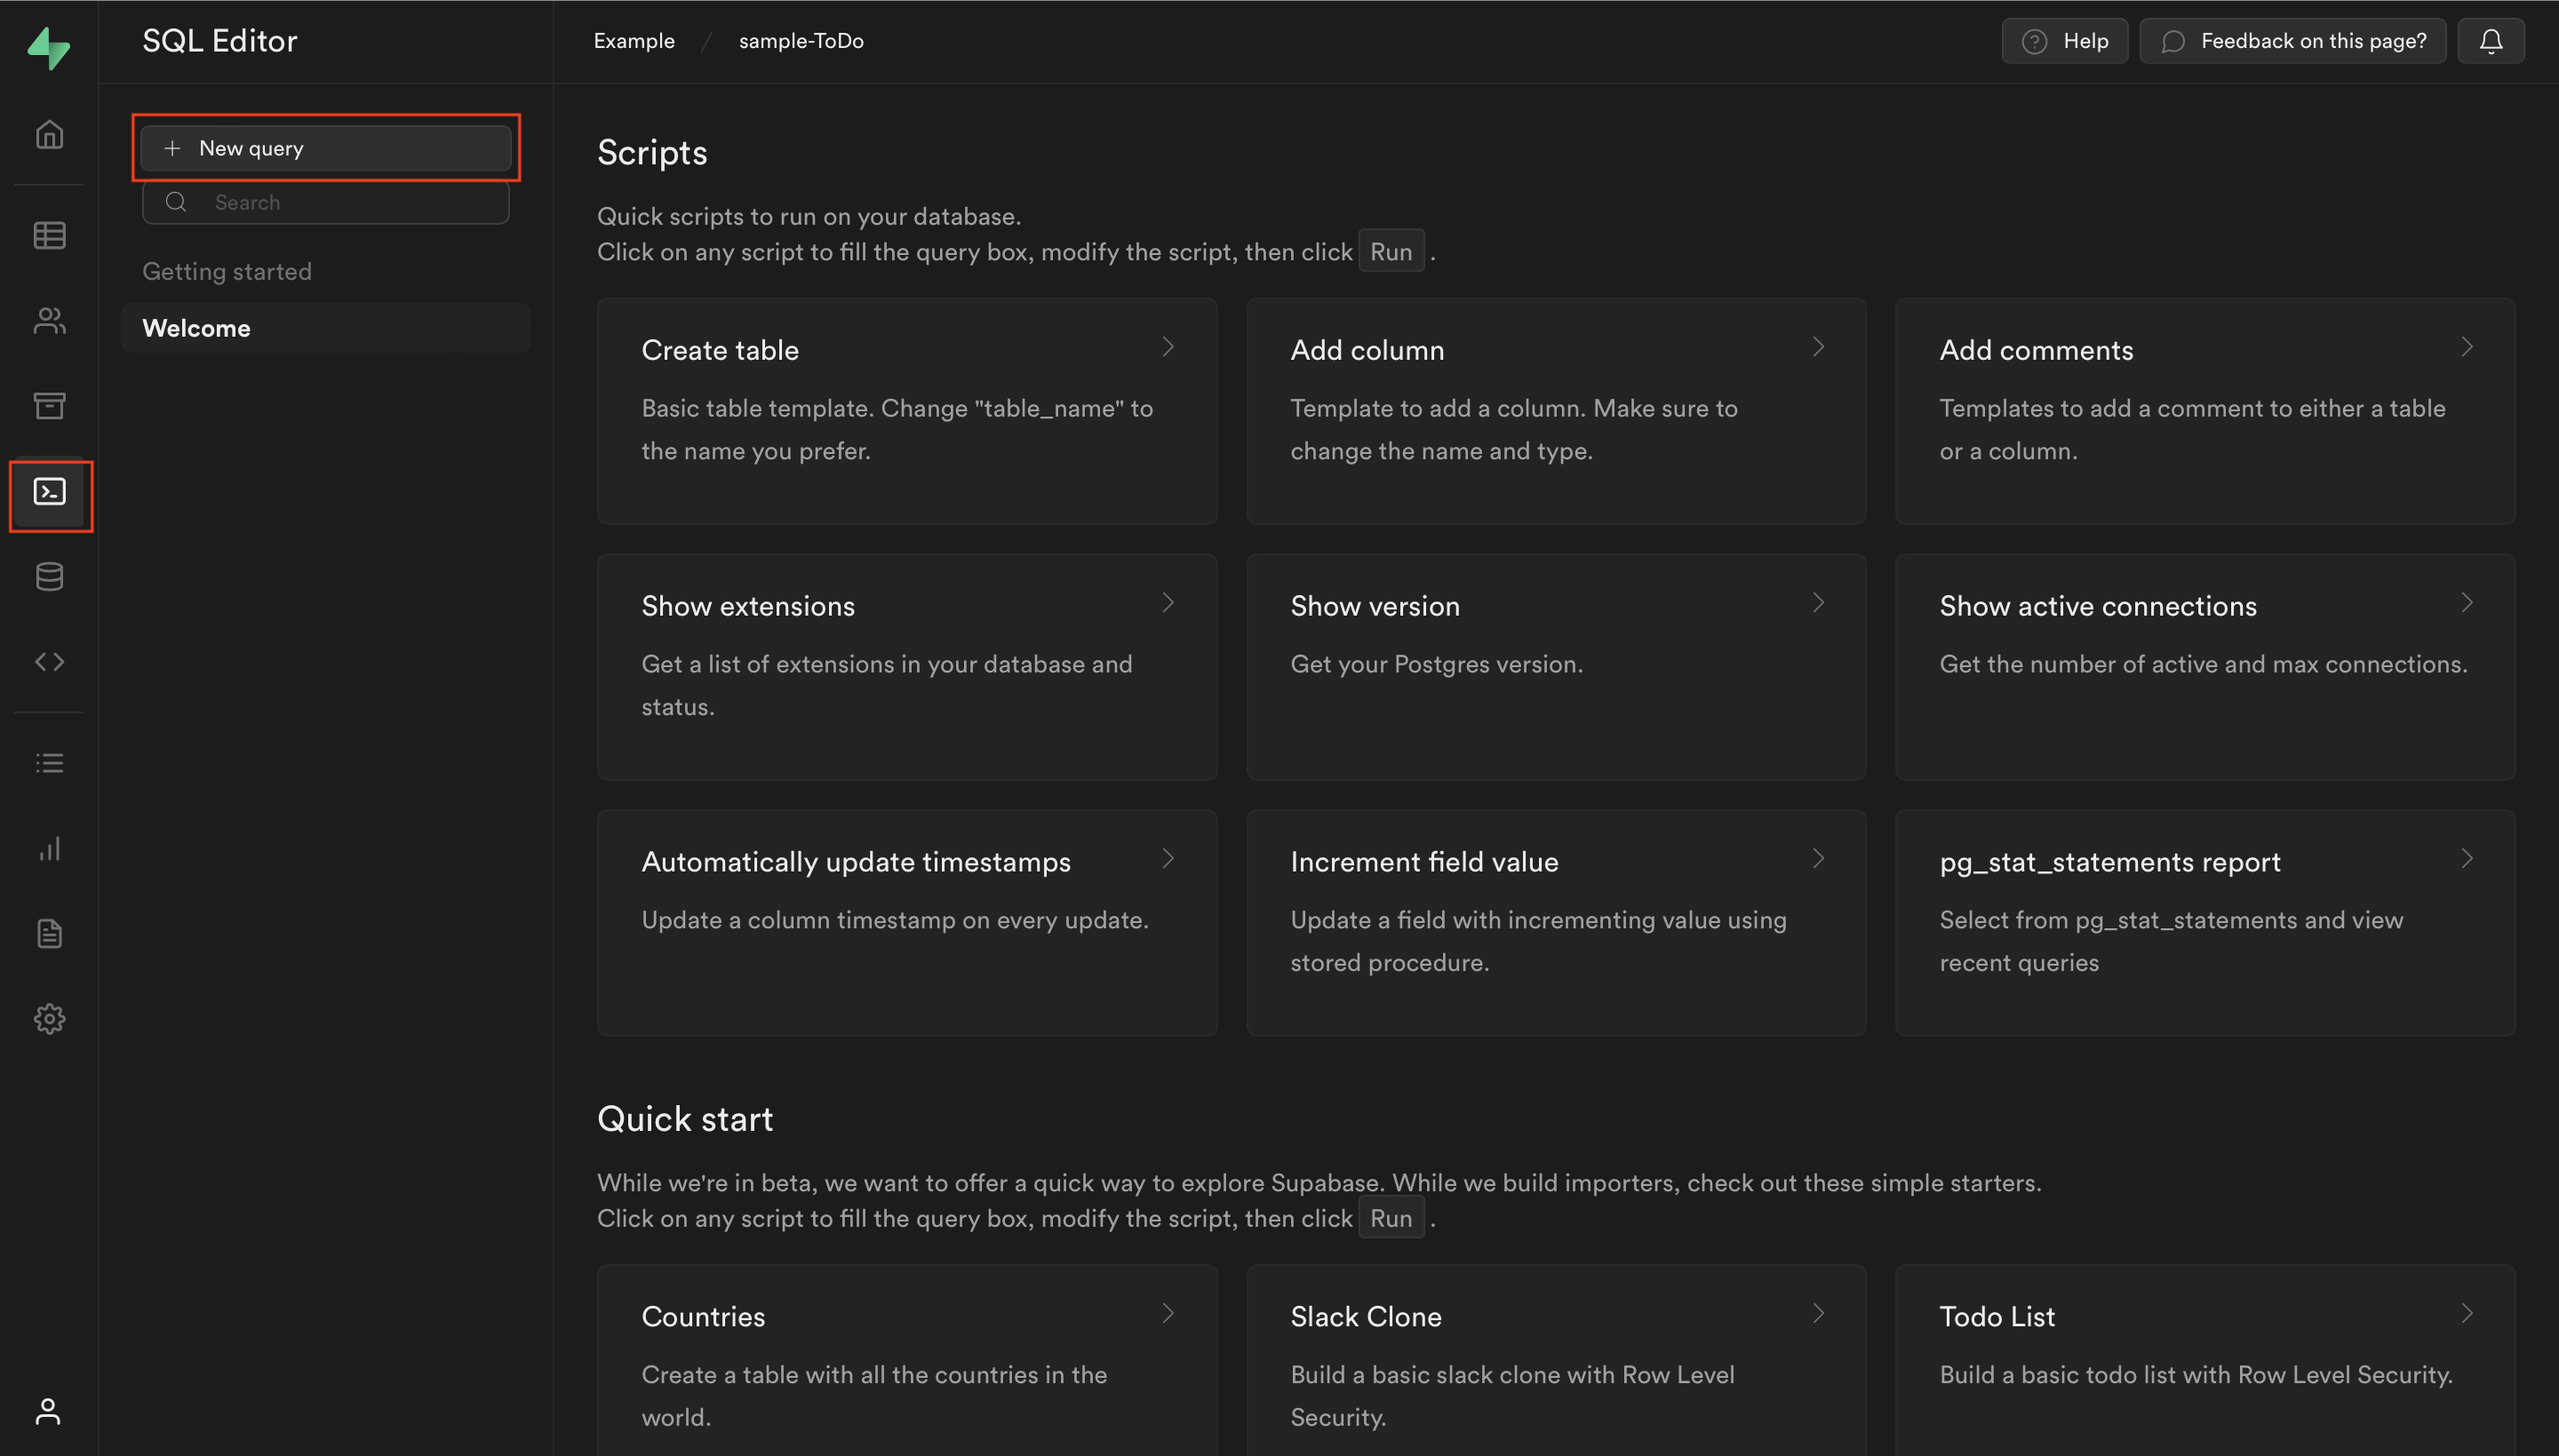 SQL Editor
Example / sample-ToDo
Help
Feedback on this page?
+ New query
Search
Getting started
Welcome
Scripts
Quick scripts to run on your database.
Click on any script to fill the query box, modify the script, then click Run .
Create table
Basic table template. Change "table_name" to
the name you prefer.
Add column
Template to add a column. Make sure to
change the name and type.
Add comments
Templates to add a comment to either a table
or a column.
Show extensions
Get a list of extensions in your database and
status.
Show version
Get your Postgres version.
Show active connections
Get the number of active and max connections.
Automatically update timestamps
Update a column timestamp on every update.
Increment field value
Update a field with incrementing value using
stored procedure.
pg_stat_statements report
Select from pg_stat_statements and view
recent queries
Quick start
While we're in beta, we want to offer a quick way to explore Supabase. While we build importers, check out these simple starters.
Click on any script to fill the query box, modify the script, then click Run .
Countries
Create a table with all the countries in the
world.
Slack Clone
Build a basic slack clone with Row Level
Security.
Todo List
Build a basic todo list with Row Level Security.